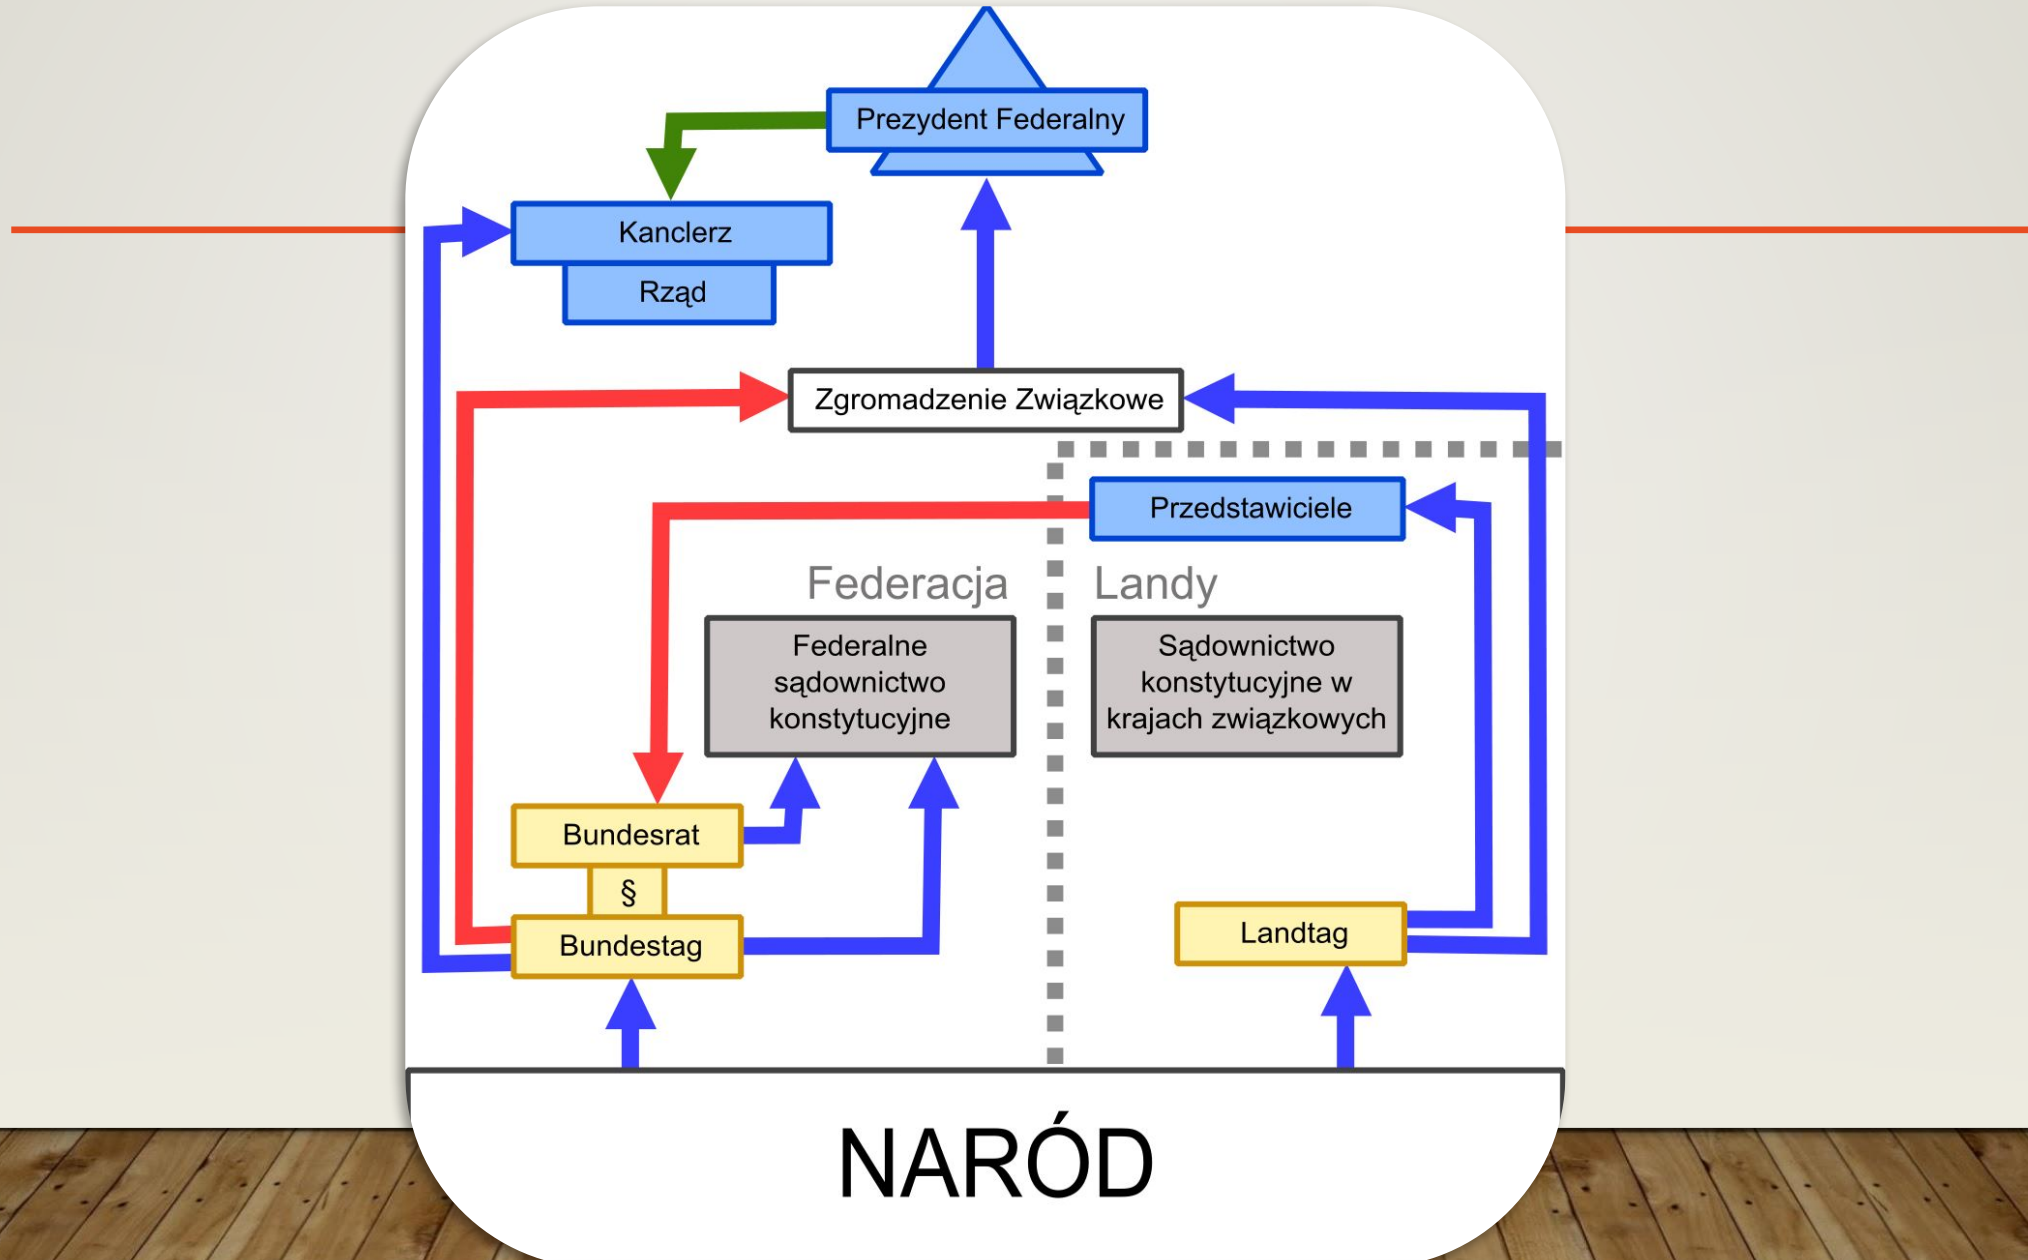 Prezydent Federalny
Kanclerz
Rząd
Zgromadzenie Związkowe
Przedstawiciele
Federacja
Landy
Federalne
sądownictwo
konstytucyjne
Sądownictwo
konstytucyjne w
krajach związkowych
Bundesrat
§
Bundestag
Landtag
NARÓD